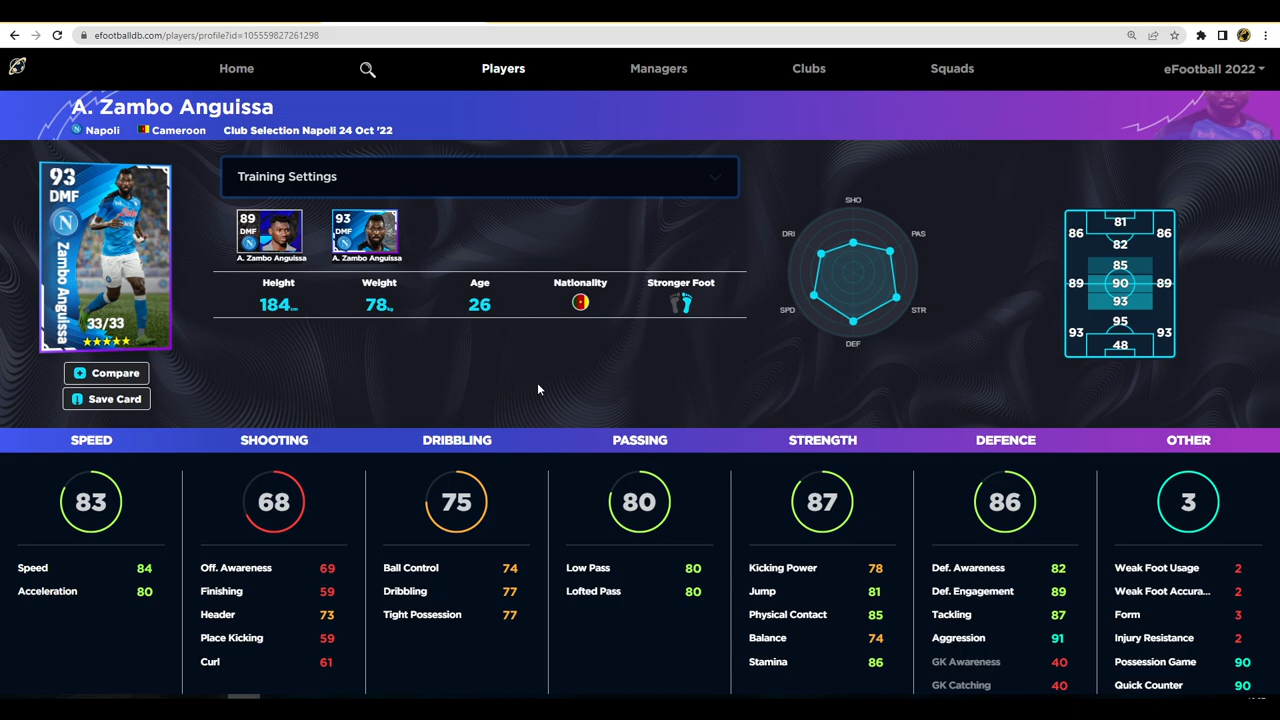 efootballdb.com/players/profile?id=105559827261298
Home Players Managers Clubs Squads eFootball 2022
A. Zambo Anguissa
Napoli Cameroon Club Selection Napoli 24 Oct '22
93
DMF
N
Zambo Anguissa
33/33
Compare
Save Card
Training Settings
89
DMF
N
A. Zambo Anguissa
93
DMF
N
A. Zambo Anguissa
Height Weight Age Nationality Stronger Foot
184cm 78kg 26
SHO
PAS
STR
DEF
SPD
DRI
81
86 86
82
85
89 90 89
93
95
93 93
48
SPEED
83
Speed 84
Acceleration 80
SHOOTING
68
Off. Awareness 69
Finishing 59
Header 73
Place Kicking 59
Curl 61
DRIBBLING
75
Ball Control 74
Dribbling 77
Tight Possession 77
PASSING
80
Low Pass 80
Lofted Pass 80
STRENGTH
87
Kicking Power 78
Jump 81
Physical Contact 85
Balance 74
Stamina 86
DEFENCE
86
Def. Awareness 82
Def. Engagement 89
Tackling 87
Aggression 91
GK Awareness 40
GK Catching 40
OTHER
3
Weak Foot Usage 2
Weak Foot Accura... 2
Form 3
Injury Resistance 2
Possession Game 90
Quick Counter 90